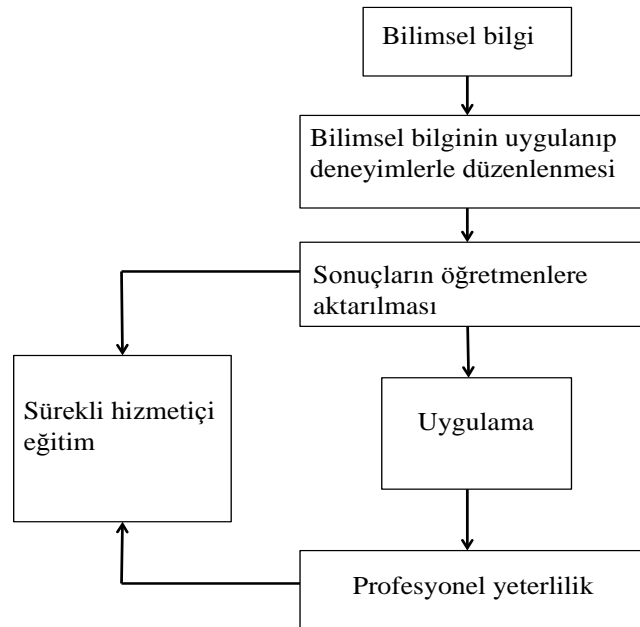 Bilimsel bilgi
Bilimsel bilginin uygulanıp
deneyimlerle düzenlenmesi
Sonuçların öğretmenlere
aktarılması
Sürekli hizmetiçi
eğitim
Uygulama
Profesyonel yeterlilik